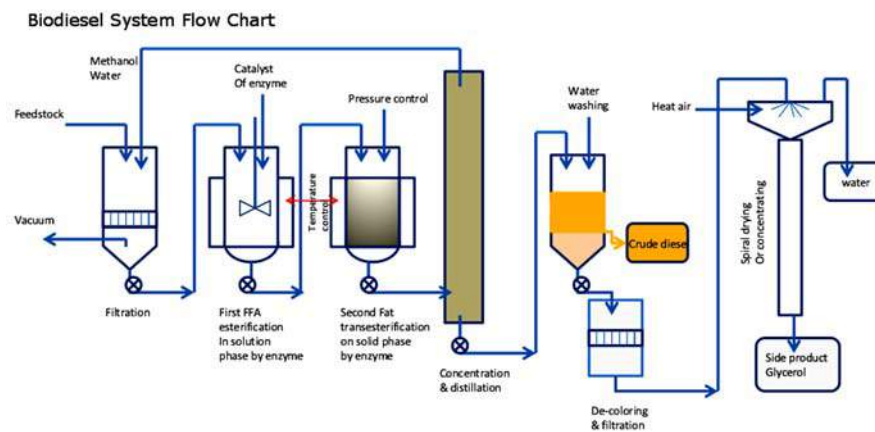 Biodiesel System Flow Chart
Methanol
Water
Catalyst
Of enzyme
Pressure control
Feedstock
Vacuum
Temperature
control
Water
washing
Heat air
water
Crude diese
Spiral drying
Or concentrating
Filtration
First FFA
esterification
In solution
phase by enzyme
Second Fat
transesterification
on solid phase
by enzyme
Concentration
& distillation
De-coloring
& filtration
Side product
Glycerol